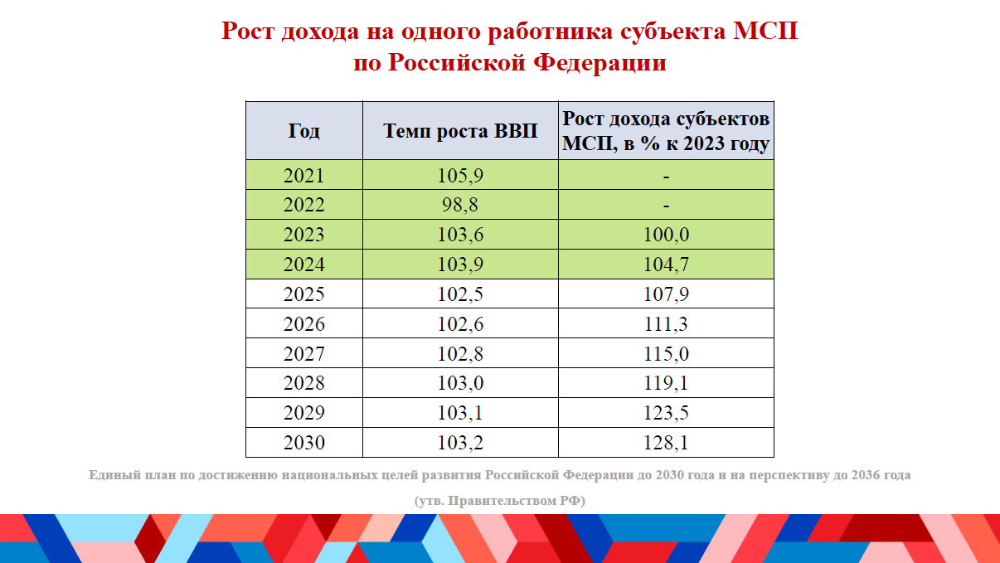 Рост дохода на одного работника субъекта МСП
по Российской Федерации
Год Темп роста ВВП Рост дохода субъектов
МСП, в % к 2023 году
2021 105,9 -
2022 98,8 -
2023 103,6 100,0
2024 103,9 104,7
2025 102,5 107,9
2026 102,6 111,3
2027 102,8 115,0
2028 103,0 119,1
2029 103,1 123,5
2030 103,2 128,1
Единый план по достижению национальных целей развития Российской Федерации до 2030 года и на перспективу до 2036 года
(утв. Правительством РФ)